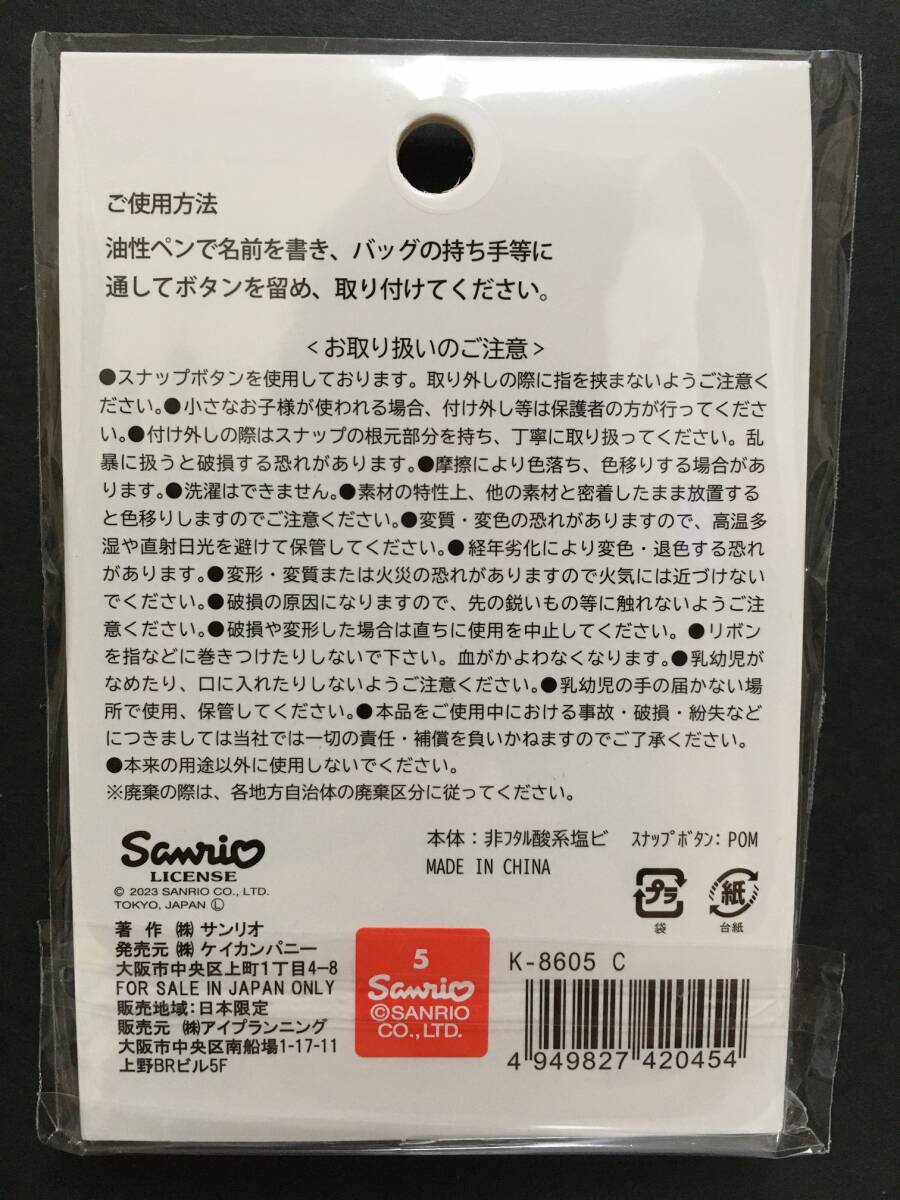 ご使用方法
油性ペンで名前を書き、バッグの持ち手等に
通してボタンを留め、取り付けてください。
<お取り扱いのご注意>
●スナップボタンを使用しております。取り外しの際に指を挟まないようご注意く
ださい。●小さなお子様が使われる場合、付け外し等は保護者の方が行ってくださ
い。●付け外しの際はスナップの根元部分を持ち、丁寧に取り扱ってください。乱
暴に扱うと破損する恐れがあります。●摩擦により色落ち、色移りする場合があ
ります。●洗濯はできません。●素材の特性上、他の素材と密着したまま放置する
と色移りしますのでご注意ください。●変質・変色の恐れがありますので、高温多
湿や直射日光を避けて保管してください。●経年劣化により変色・退色する恐れ
があります。●変形・変質または火災の恐れがありますので火気には近づけない
でください。●破損の原因になりますので、先の鋭いもの等に触れないようご注
意ください。●破損や変形した場合は直ちに使用を中止してください。●リボン
を指などに巻きつけたりしないで下さい。血がかよわなくなります。●乳幼児が
なめたり、口に入れたりしないようご注意ください。●乳幼児の手の届かない場
所で使用、保管してください。●本品をご使用中における事故・破損・紛失など
につきましては当社では一切の責任・補償を負いかねますのでご了承ください。
●本来の用途以外に使用しないでください。
※廃棄の際は、各地方自治体の廃棄区分に従ってください。
Sanrio
LICENSE
© 2023 SANRIO CO., LTD.
TOKYO, JAPAN Ⓛ
本体：非フタル酸系塩ビ スナップボタン：POM
MADE IN CHINA
プラ
袋
紙
台紙
著 作 ㈱ サンリオ
発売元 ㈱ ケイカンパニー
大阪市中央区上町1丁目4-8
FOR SALE IN JAPAN ONLY
販売地域：日本限定
販売元 ㈱アイプランニング
大阪市中央区南船場1-17-11
上野BRビル5F
5
Sanrio
©SANRIO
CO., LTD.
K-8605 C
4 949827 420454